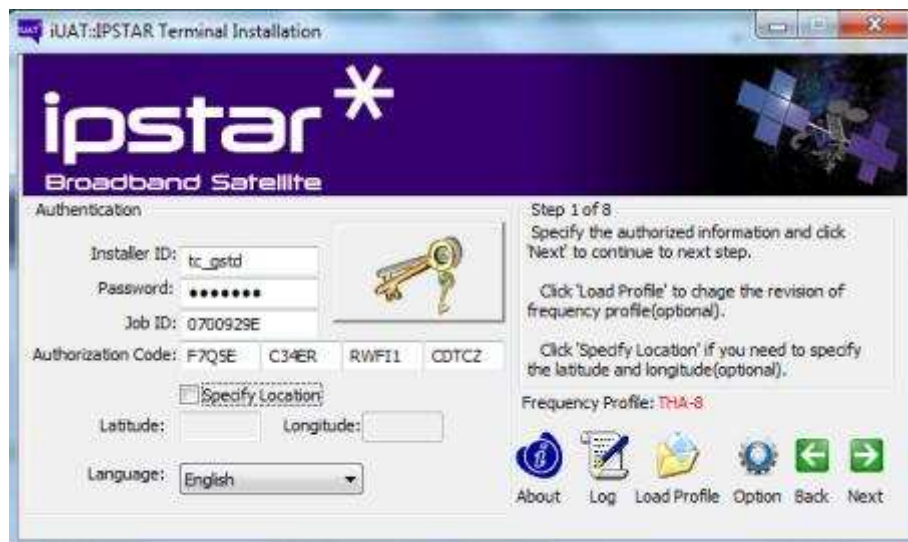 iUAT::IPSTAR Terminal Installation
ipstar
Broadband Satellite
Authentication
Installer ID: tc_gstd
Password: •••••••
Job ID: 0700929E
Authorization Code: F7Q5E C34ER RWFI1 CDTCZ
Specify Location
Latitude: Longitude:
Language: English
Step 1 of 8
Specify the authorized information and click
'Next' to continue to next step.
Click 'Load Profile' to chage the revision of
frequency profile(optional).
Click 'Specify Location' if you need to specify
the latitude and longitude(optional).
Frequency Profile: THA-8
About Log Load Profile Option Back Next